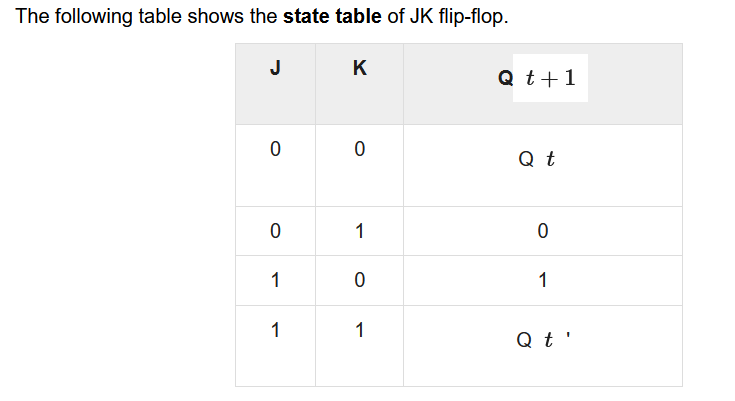 The following table shows the state table of JK flip-flop.
J K Q t + 1
0 0 Q t
0 1 0
1 0 1
1 1 Q t '